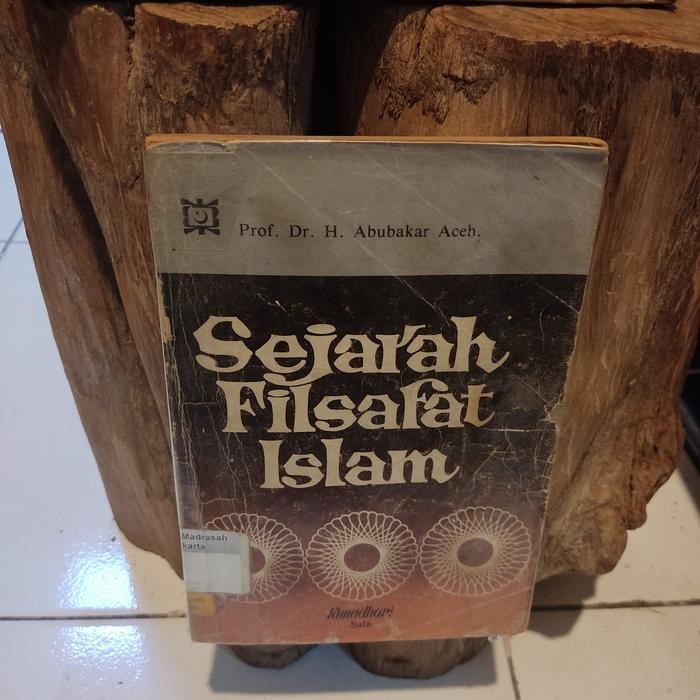 Prof. Dr. H. Abubakar Aceh.
Sejarah
Filsafat
Islam
Madrasah
karta
Ramadhani
Sala